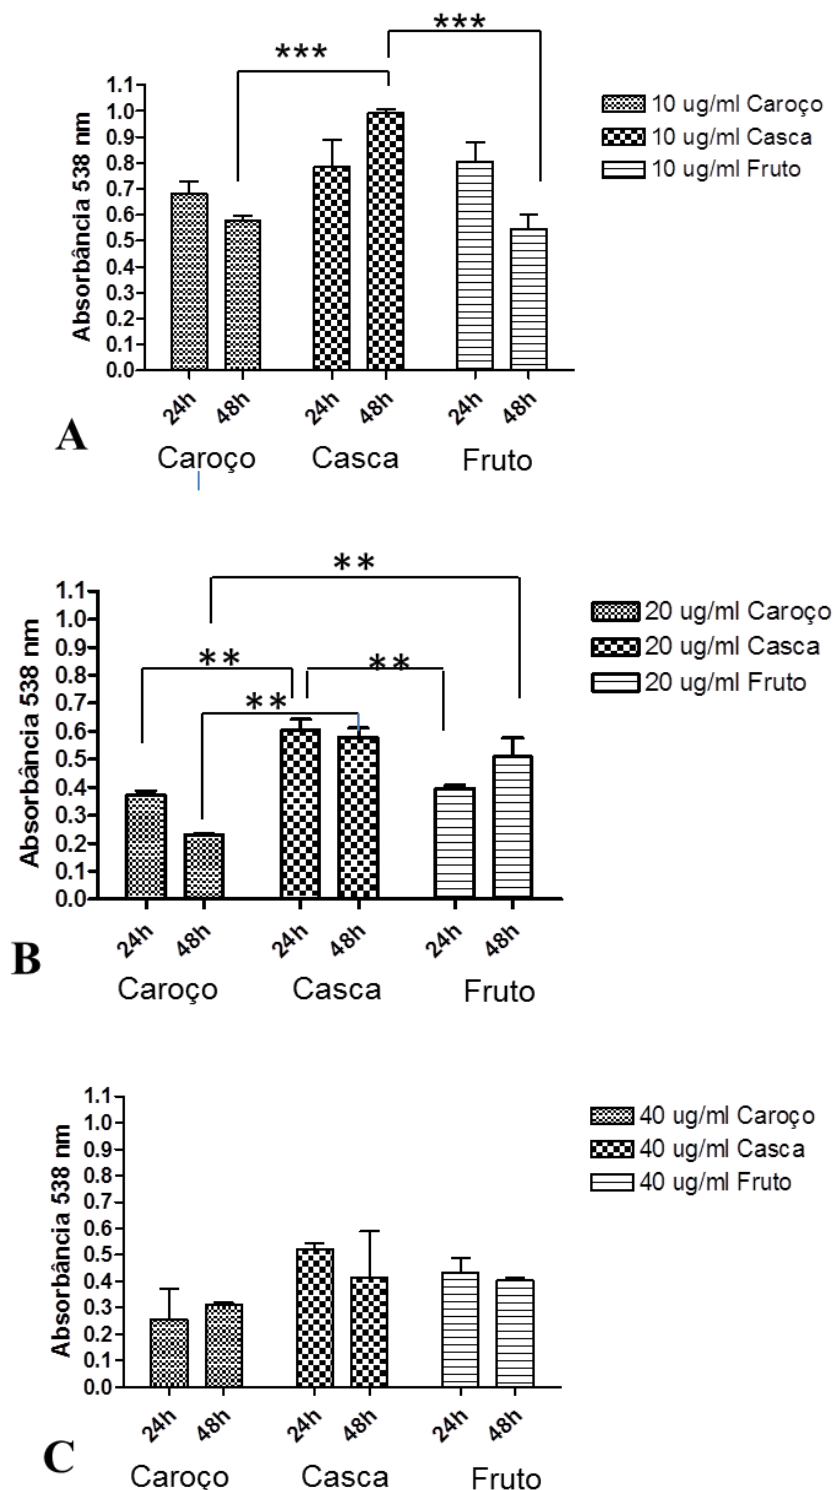 ***
***
Absorbância 538 nm
1.1
1.0
0.9
0.8
0.7
0.6
0.5
0.4
0.3
0.2
0.1
0.0
10 ug/ml Caroço
10 ug/ml Casca
10 ug/ml Fruto
24h
48h
24h
48h
24h
48h
A
Caroço
Casca
Fruto
**
**
**
**
Absorbância 538 nm
1.1
1.0
0.9
0.8
0.7
0.6
0.5
0.4
0.3
0.2
0.1
0.0
20 ug/ml Caroço
20 ug/ml Casca
20 ug/ml Fruto
24h
48h
24h
48h
24h
48h
B
Caroço
Casca
Fruto
Absorbância 538 nm
1.1
1.0
0.9
0.8
0.7
0.6
0.5
0.4
0.3
0.2
0.1
0.0
40 ug/ml Caroço
40 ug/ml Casca
40 ug/ml Fruto
24h
48h
24h
48h
24h
48h
C
Caroço
Casca
Fruto